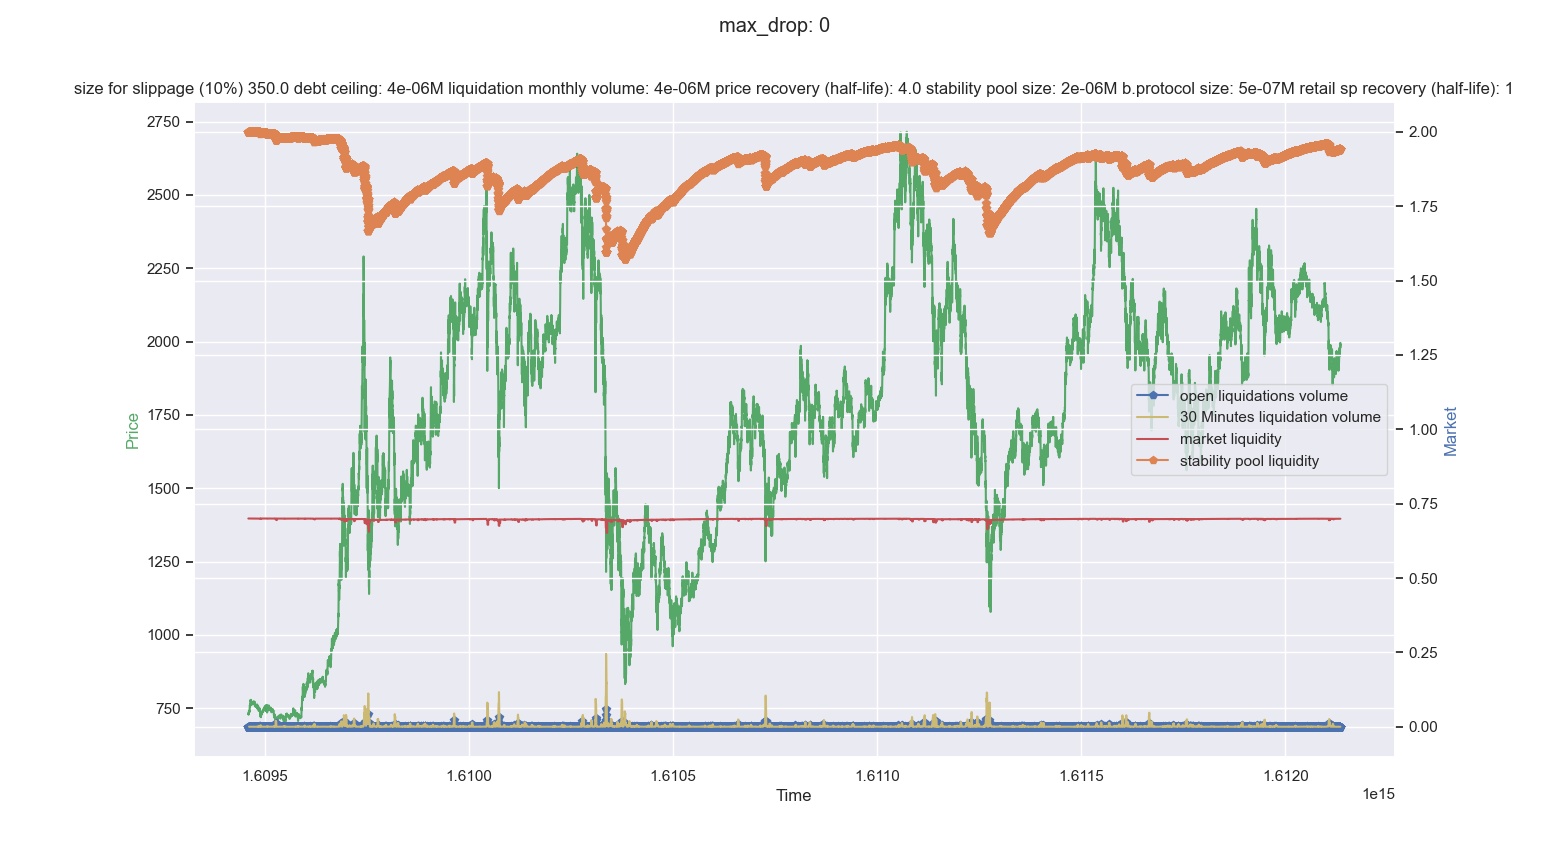 max_drop: 0
size for slippage (10%) 350.0 debt ceiling: 4e-06M liquidation monthly volume: 4e-06M price recovery (half-life): 4.0 stability pool size: 2e-06M b.protocol size: 5e-07M retail sp recovery (half-life): 1
2750
2500
2250
2000
1750
1500
1250
1000
750
Price
2.00
1.75
1.50
1.25
1.00
0.75
0.50
0.25
0.00
Market
open liquidations volume
30 Minutes liquidation volume
market liquidity
stability pool liquidity
1.6095 1.6100 1.6105 1.6110 1.6115 1.6120
Time
1e15